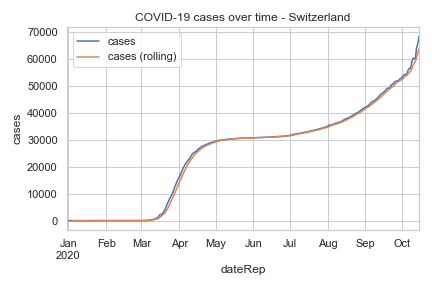 COVID-19 cases over time - Switzerland
cases
cases (rolling)
70000
60000
50000
40000
30000
20000
10000
0
cases
Jan Feb Mar Apr May Jun Jul Aug Sep Oct
2020
dateRep